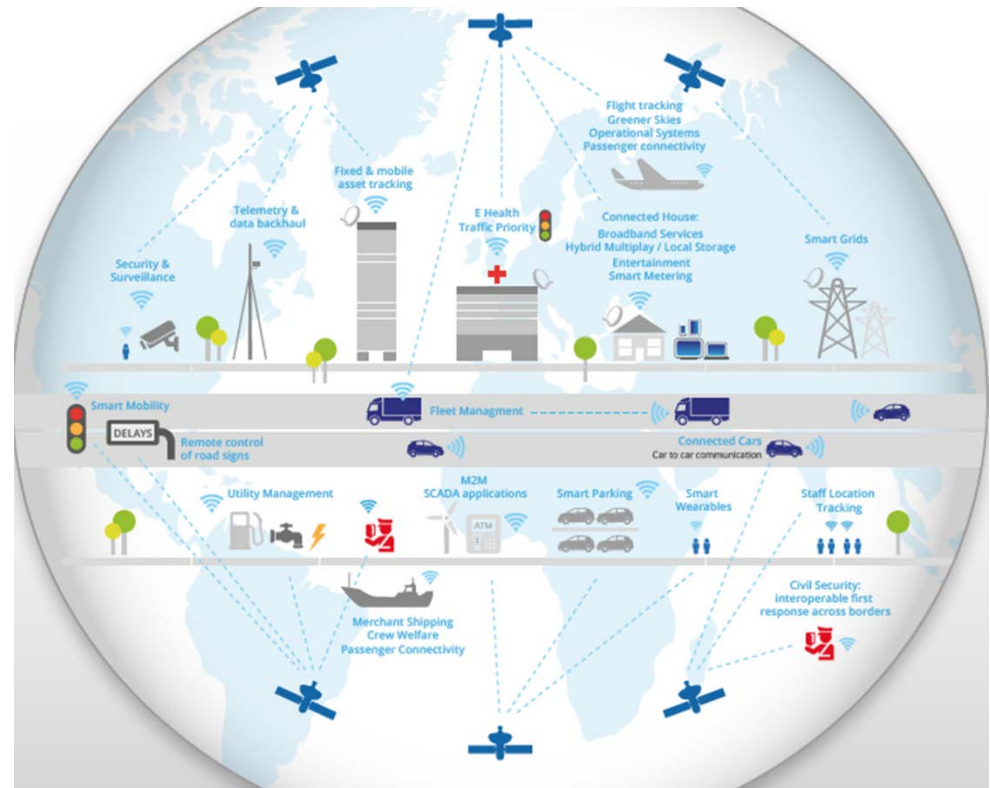 Flight tracking
Greener Skies
Operational Systems
Passenger connectivity
Fixed & mobile
asset tracking
Telemetry &
data backhaul
E Health
Traffic Priority
Connected House:
Broadband Services
Hybrid Multiplay / Local Storage
Entertainment
Smart Metering
Smart Grids
Security &
Surveillance
Smart Mobility
DELAYS
Remote control
of road signs
Fleet Managment
Connected Cars
Car to car communication
Utility Management
M2M
SCADA applications
ATM
1
Smart Parking
Smart
Wearables
Staff Location
Tracking
Merchant Shipping
Crew Welfare
Passenger Connectivity
Civil Security:
interoperable first
response across borders